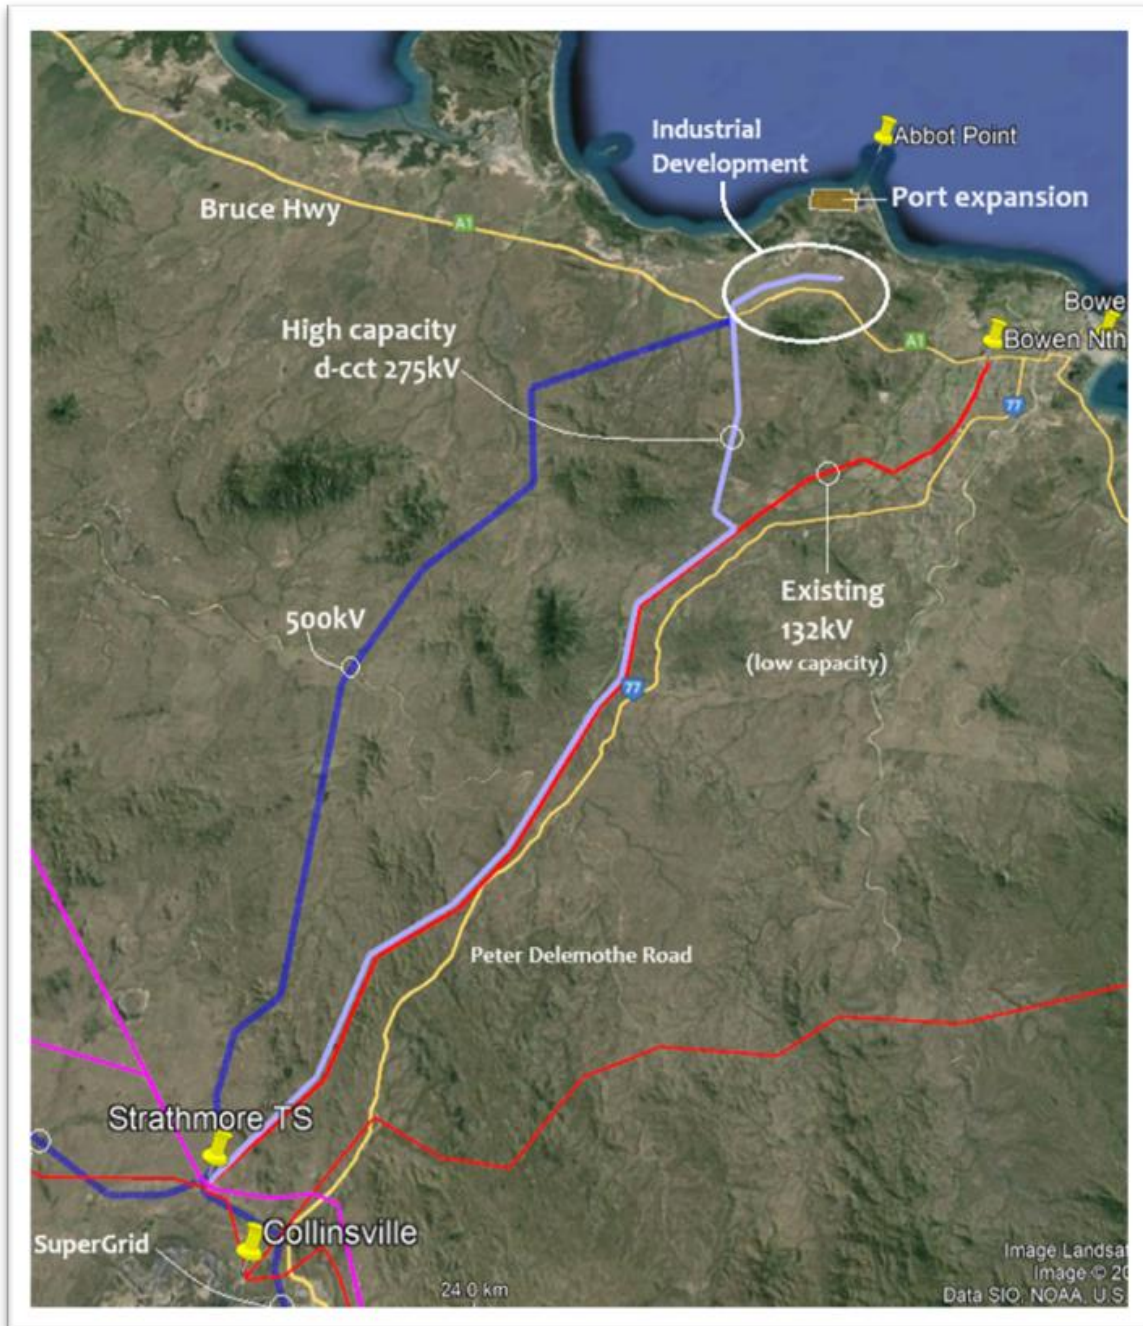 Industrial
Development
Abbot Point
Port expansion
Bruce Hwy
A1
Bowe
High capacity
d-cct 275kV
A1
Bowen Nth
77
Existing
132kV
(low capacity)
500kV
77
Peter Delemothe Road
Strathmore TS
Collinsville
SuperGrid
24.0 km
Image Landsat
Image © 20
Data SIO, NOAA, U.S.